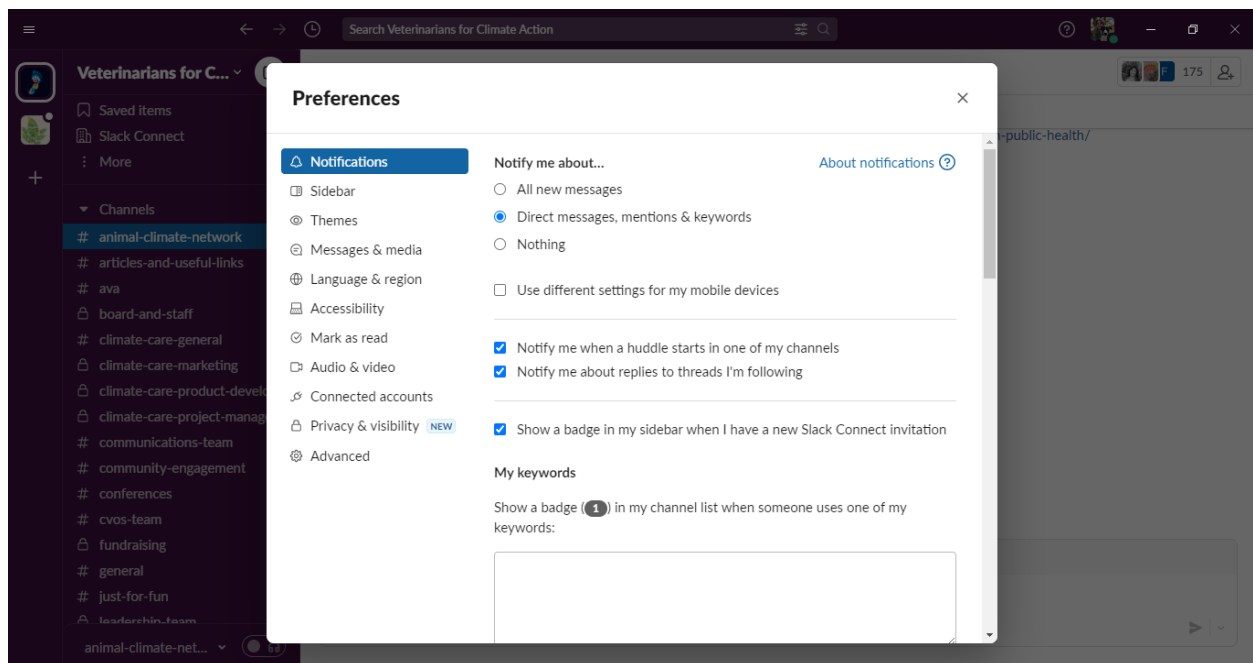 Search Veterinarians for Climate Action
Veterinarians for C...
F 175
Saved items
Slack Connect
More
Channels
# animal-climate-network
# articles-and-useful-links
# ava
board-and-staff
# climate-care-general
climate-care-marketing
climate-care-product-develo
climate-care-project-manag
# communications-team
# community-engagement
# conferences
# cvos-team
fundraising
# general
# just-for-fun
leadership-team
animal-climate-net...
-public-health/
Preferences
Notifications
Sidebar
Themes
Messages & media
Language & region
Accessibility
Mark as read
Audio & video
Connected accounts
Privacy & visibility NEW
Advanced
Notify me about...
About notifications
All new messages
Direct messages, mentions & keywords
Nothing
Use different settings for my mobile devices
Notify me when a huddle starts in one of my channels
Notify me about replies to threads I'm following
Show a badge in my sidebar when I have a new Slack Connect invitation
My keywords
Show a badge (1) in my channel list when someone uses one of my
keywords: